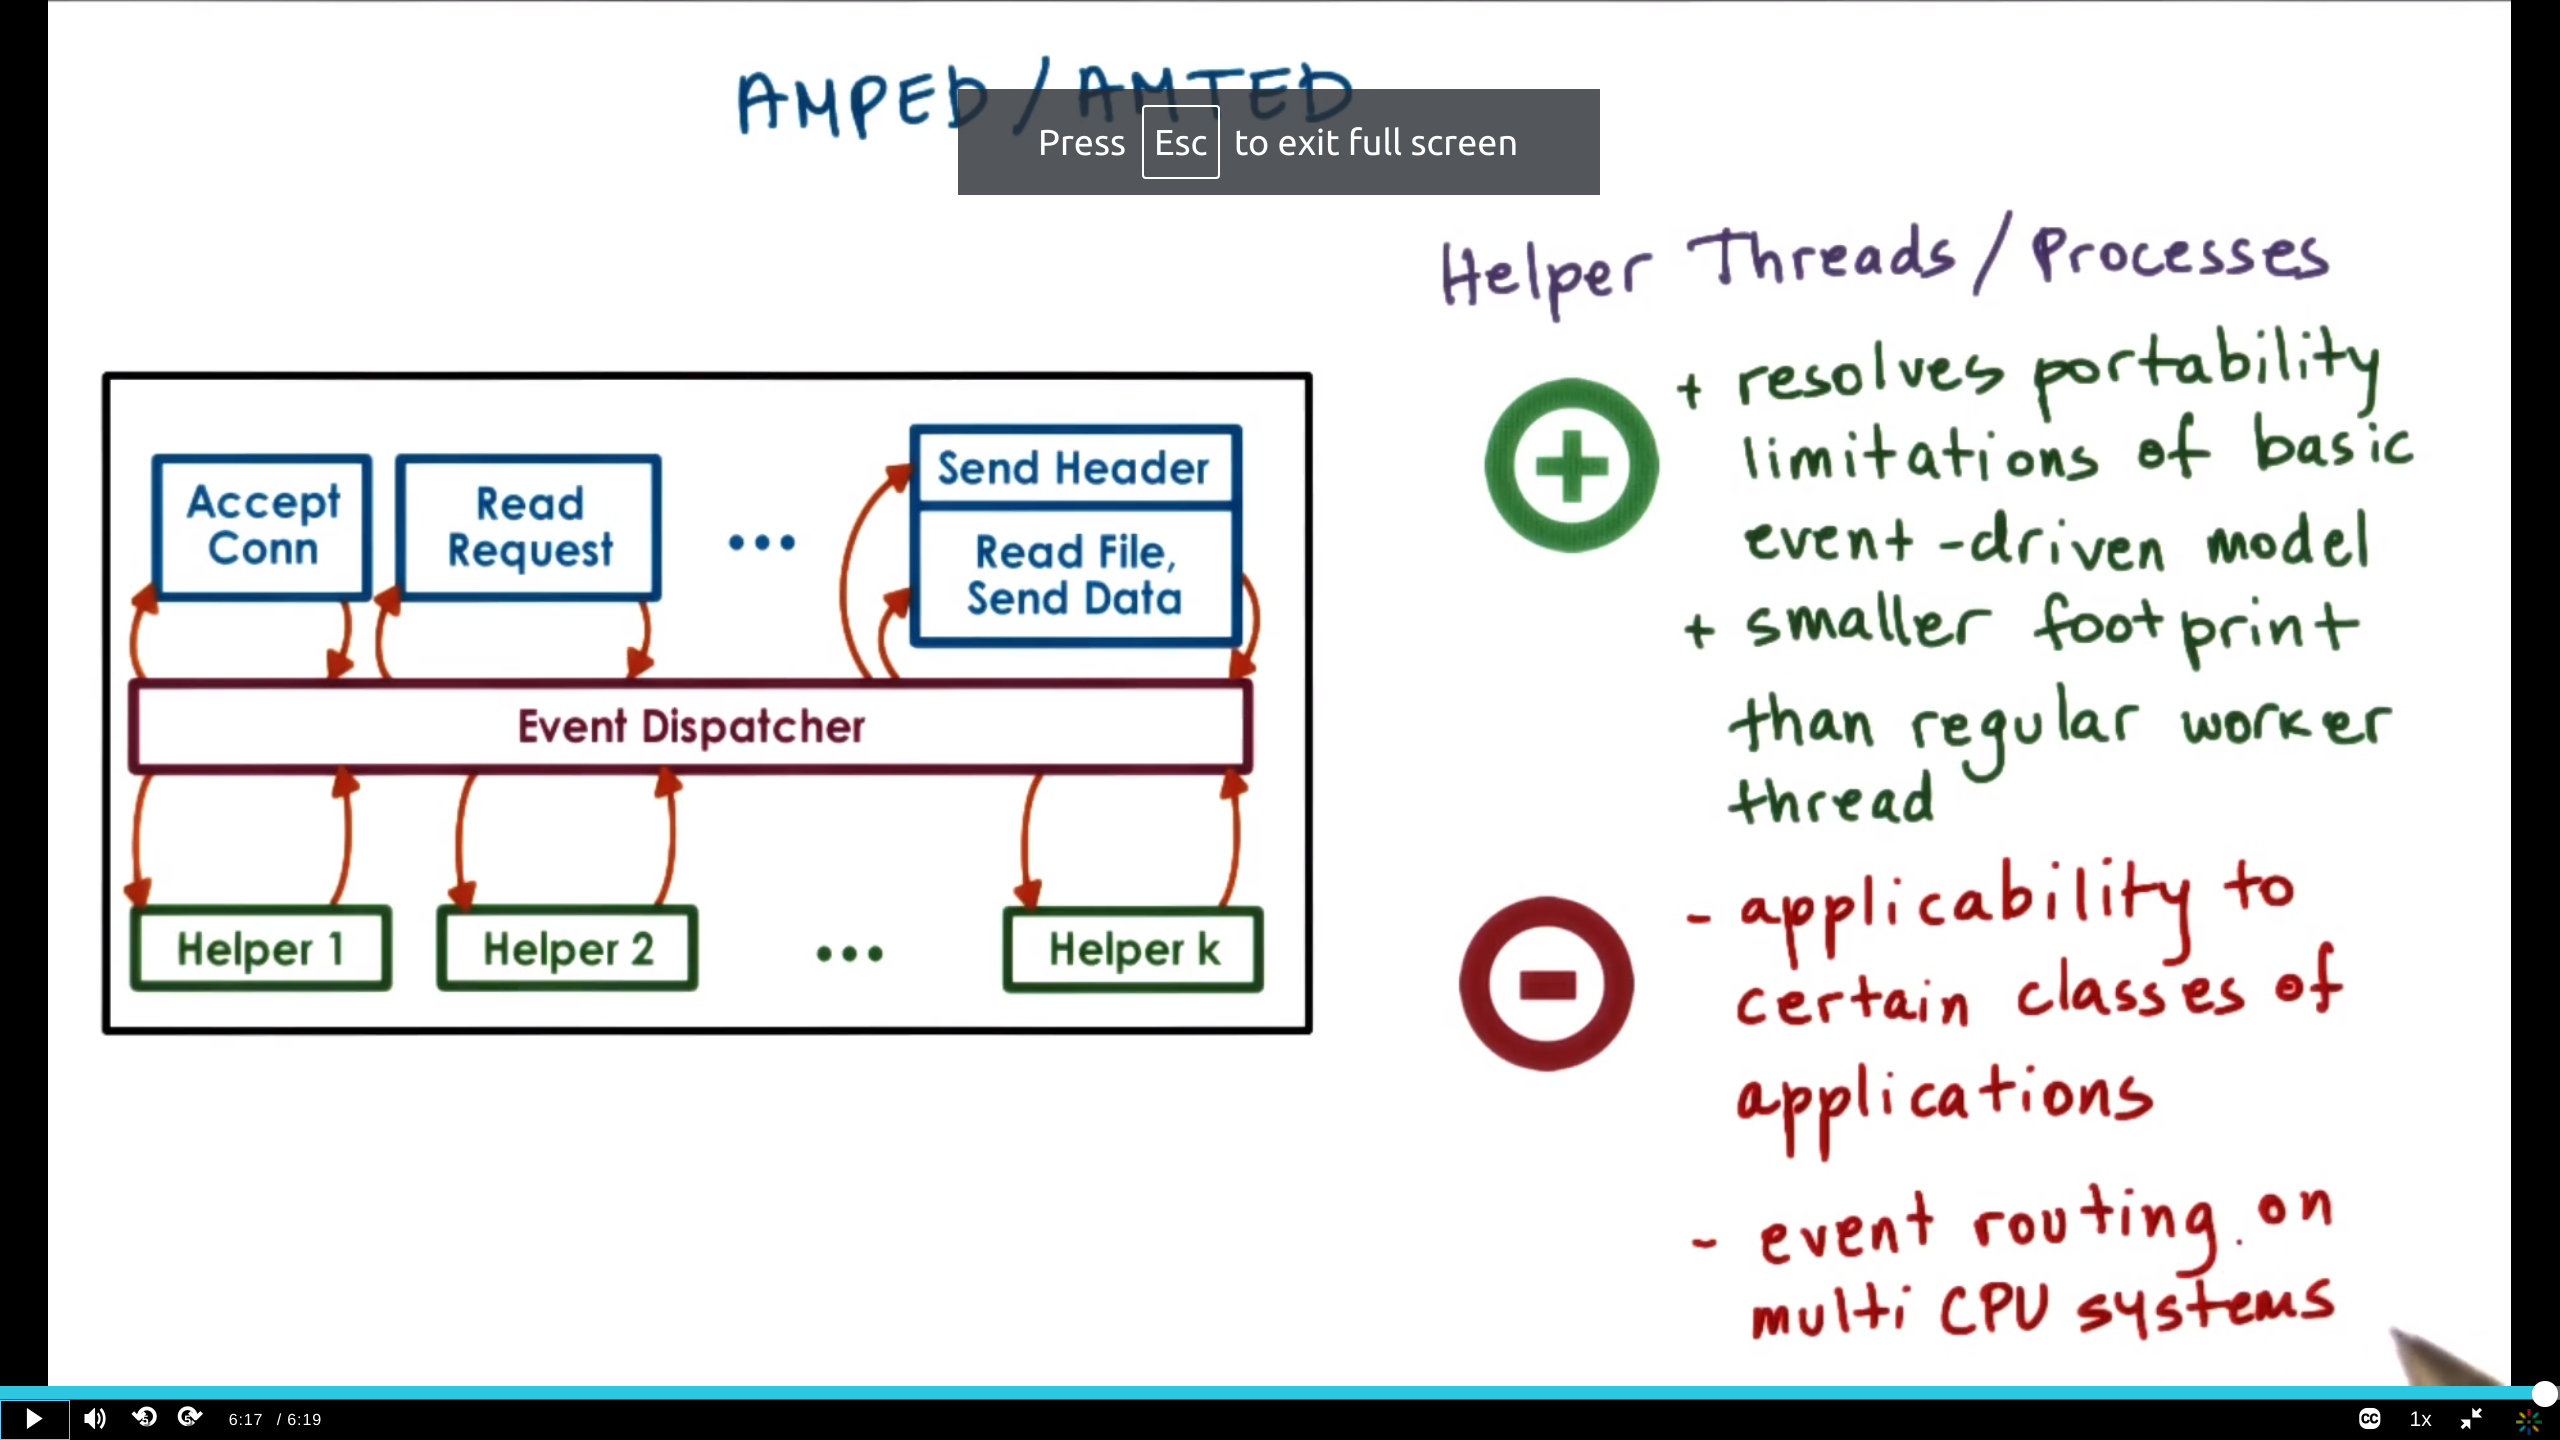 AMPED/AMTED
Press Esc to exit full screen
Helper Threads/Processes
+ resolves portability
limitations of basic
event-driven model
+ smaller footprint
than regular worker
thread
- applicability to
certain classes of
applications
- event routing on
multi CPU systems
Accept
Conn
Read
Request
...
Send Header
Read File,
Send Data
Event Dispatcher
Helper 1
Helper 2
...
Helper k
5
5
6:17 / 6:19
CC
1x